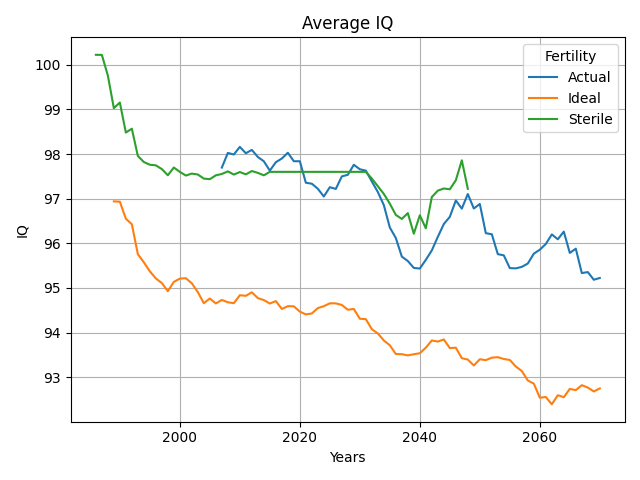 Average IQ
Fertility
Actual
Ideal
Sterile
IQ
100
99
98
97
96
95
94
93
2000
2020
2040
2060
Years